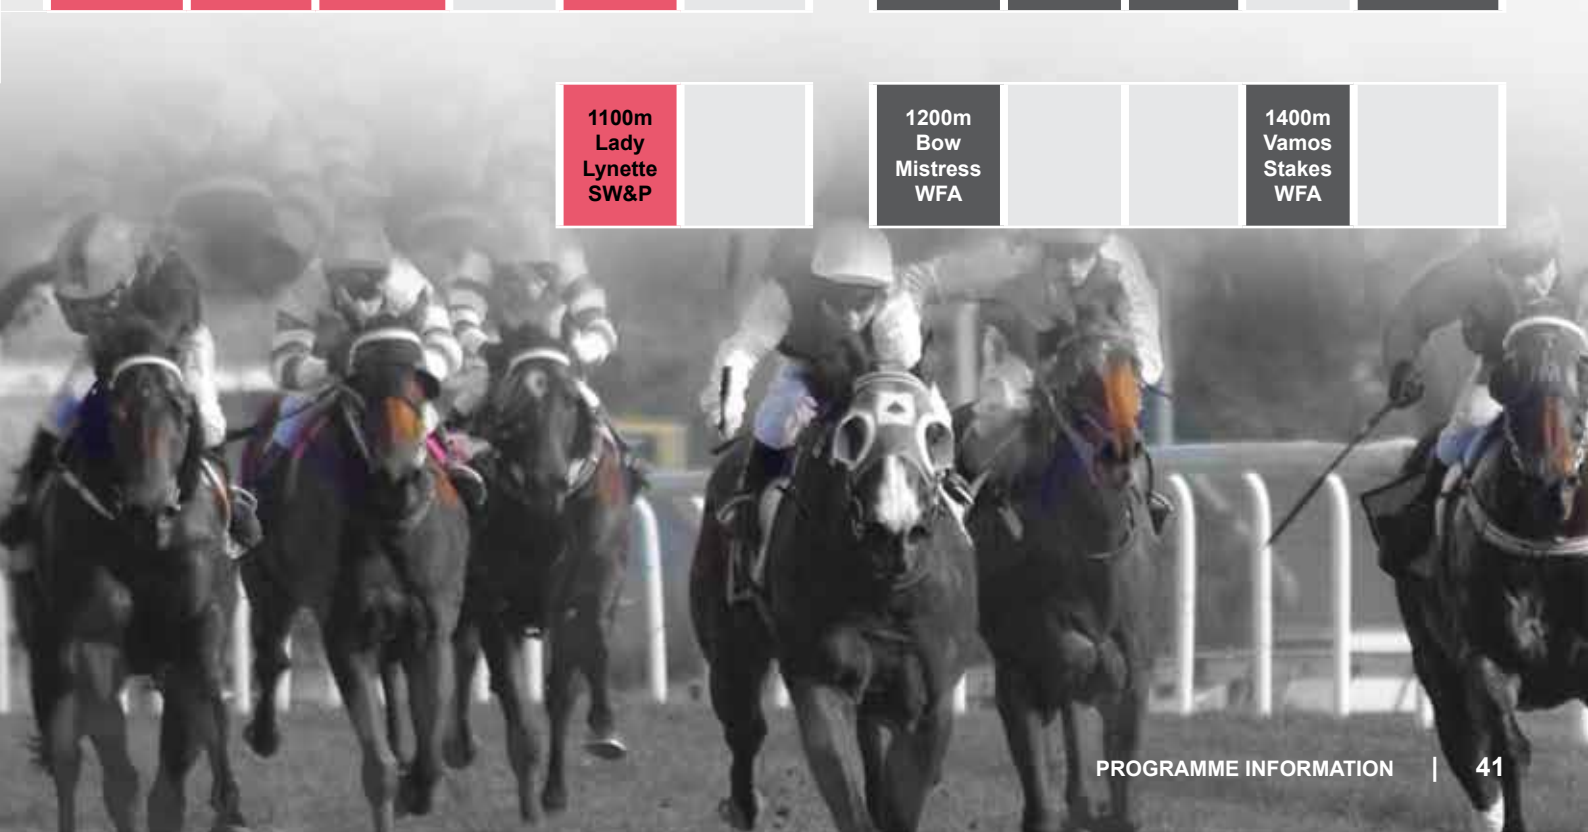 1100m
Lady
Lynette
SW&P
1200m
Bow
Mistress
WFA
1400m
Vamos
Stakes
WFA
PROGRAMME INFORMATION | 41